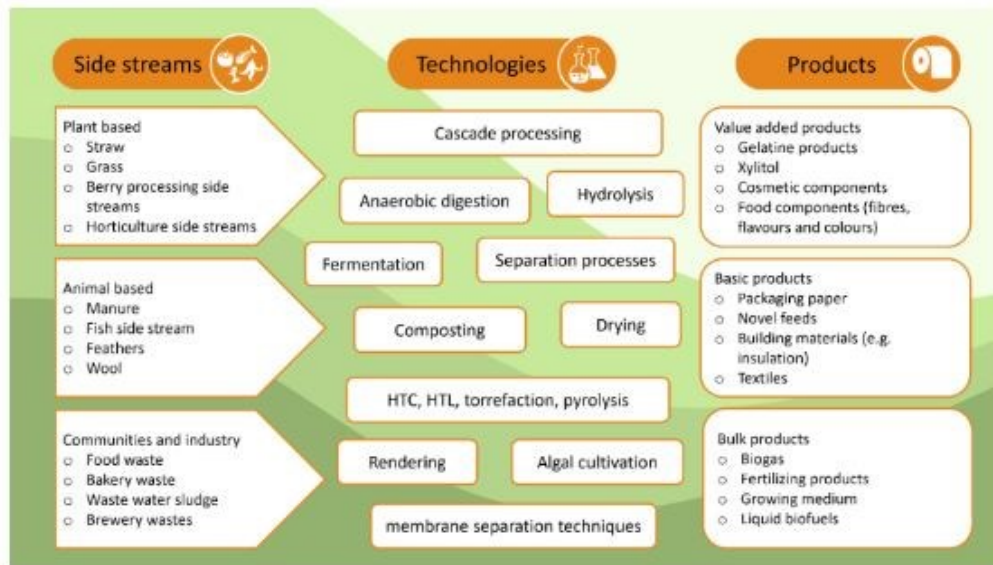 Side streams
Technologies
Products
Plant based
o Straw
o Grass
o Berry processing side
streams
o Horticulture side streams
Animal based
o Manure
o Fish side stream
o Feathers
o Wool
Communities and industry
o Food waste
o Bakery waste
o Waste water sludge
o Brewery wastes
Cascade processing
Anaerobic digestion
Hydrolysis
Fermentation
Separation processes
Composting
Drying
HTC, HTL, torrefaction, pyrolysis
Rendering
Algal cultivation
membrane separation techniques
Value added products
o Gelatine products
o Xylitol
o Cosmetic components
o Food components (fibres,
flavours and colours)
Basic products
o Packaging paper
o Novel feeds
o Building materials (e.g.
insulation)
o Textiles
Bulk products
o Biogas
o Fertilizing products
o Growing medium
o Liquid biofuels